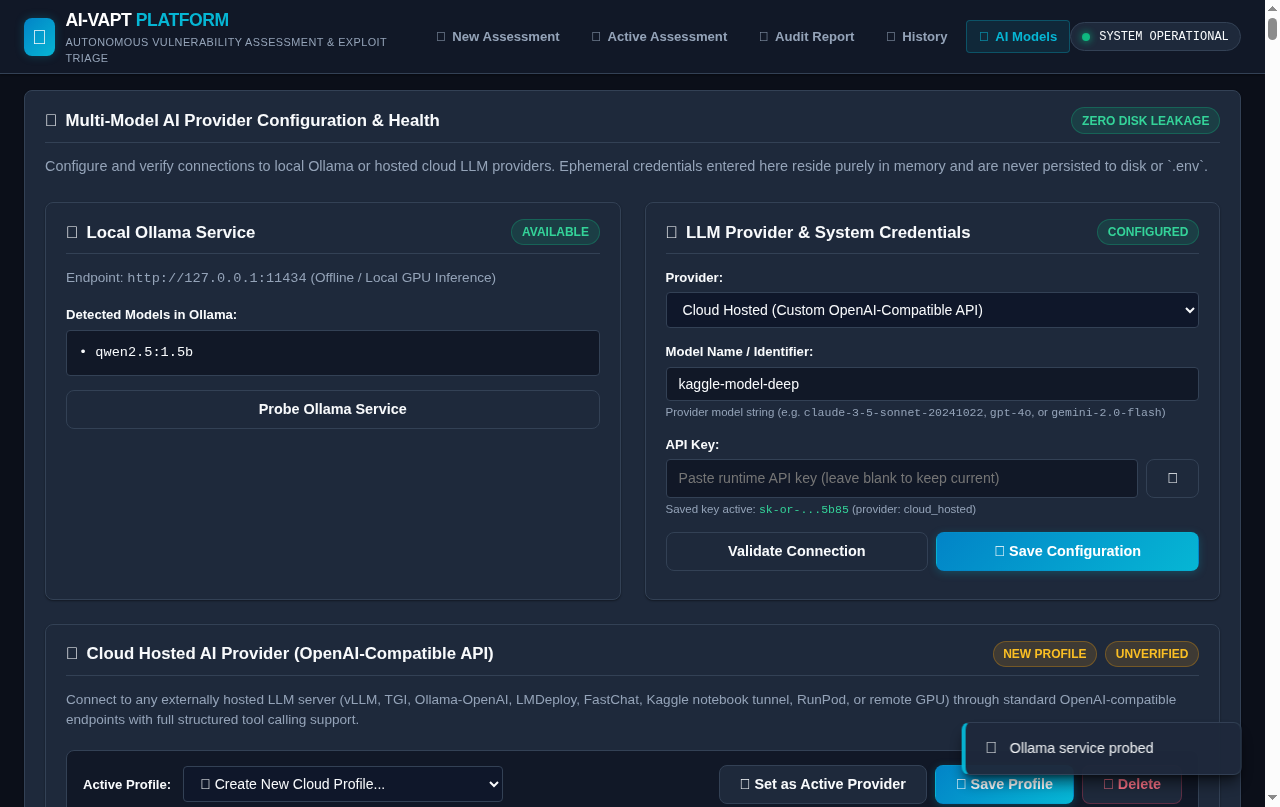 AI-VAPT PLATFORM
AUTONOMOUS VULNERABILITY ASSESSMENT & EXPLOIT
TRIAGE
New Assessment
Active Assessment
Audit Report
History
AI Models
SYSTEM OPERATIONAL
Multi-Model AI Provider Configuration & Health
ZERO DISK LEAKAGE
Configure and verify connections to local Ollama or hosted cloud LLM providers. Ephemeral credentials entered here reside purely in memory and are never persisted to disk or `.env`.
Local Ollama Service
AVAILABLE
Endpoint: http://127.0.0.1:11434 (Offline / Local GPU Inference)
Detected Models in Ollama:
• qwen2.5:1.5b
Probe Ollama Service
LLM Provider & System Credentials
CONFIGURED
Provider:
Cloud Hosted (Custom OpenAI-Compatible API)
Model Name / Identifier:
kaggle-model-deep
Provider model string (e.g. claude-3-5-sonnet-20241022, gpt-4o, or gemini-2.0-flash)
API Key:
Paste runtime API key (leave blank to keep current)
Saved key active: sk-or-...5b85 (provider: cloud_hosted)
Validate Connection
Save Configuration
Cloud Hosted AI Provider (OpenAI-Compatible API)
NEW PROFILE
UNVERIFIED
Connect to any externally hosted LLM server (vLLM, TGI, Ollama-OpenAI, LMDeploy, FastChat, Kaggle notebook tunnel, RunPod, or remote GPU) through standard OpenAI-compatible
endpoints with full structured tool calling support.
Ollama service probed
Active Profile:
Create New Cloud Profile...
Set as Active Provider
Save Profile
Delete